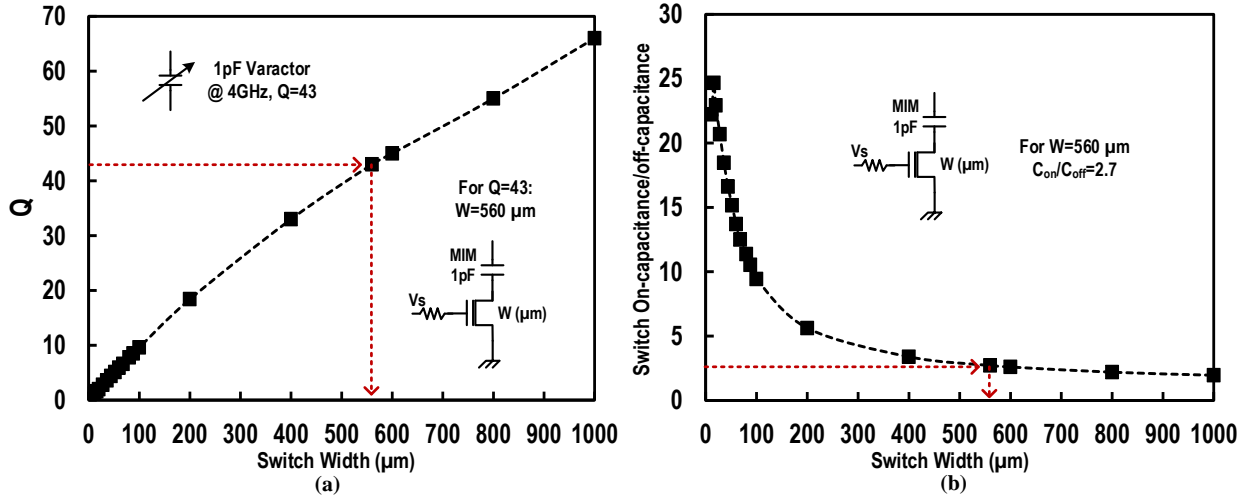 70
60
50
40
30
20
10
0
Q
1pF Varactor
@ 4GHz, Q=43
For Q=43:
W=560 µm
MIM
1pF
Vs
W (µm)
0 100 200 300 400 500 600 700 800 900 1000
Switch Width (µm)
(a)
30
25
20
15
10
5
0
Switch On-capacitance/off-capacitance
MIM
1pF
Vs
W (µm)
For W=560 µm
Con/Coff=2.7
0 100 200 300 400 500 600 700 800 900 1000
Switch Width (µm)
(b)